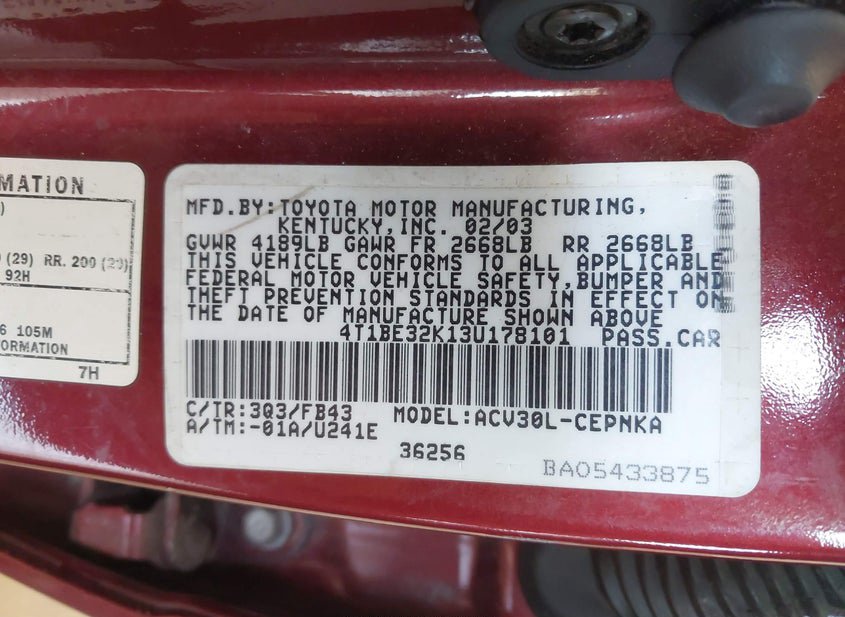 MATION
)
(29) RR. 200 (29)
92H
6 105M
ORMATION
7H
MFD.BY:TOYOTA MOTOR MANUFACTURING,
KENTUCKY,INC. 02/03
GVWR 4189LB GAWR FR 2668LB RR 2668LB
THIS VEHICLE CONFORMS TO ALL APPLICABLE
FEDERAL MOTOR VEHICLE SAFETY,BUMPER AND
THEFT PREVENTION STANDARDS IN EFFECT ON
THE DATE OF MANUFACTURE SHOWN ABOVE
4T1BE32K13U178101 PASS.CAR
C/TR:3Q3/FB43 MODEL:ACV30L-CEPNKA
A/TM:-01A/U241E
36256
BA05433875